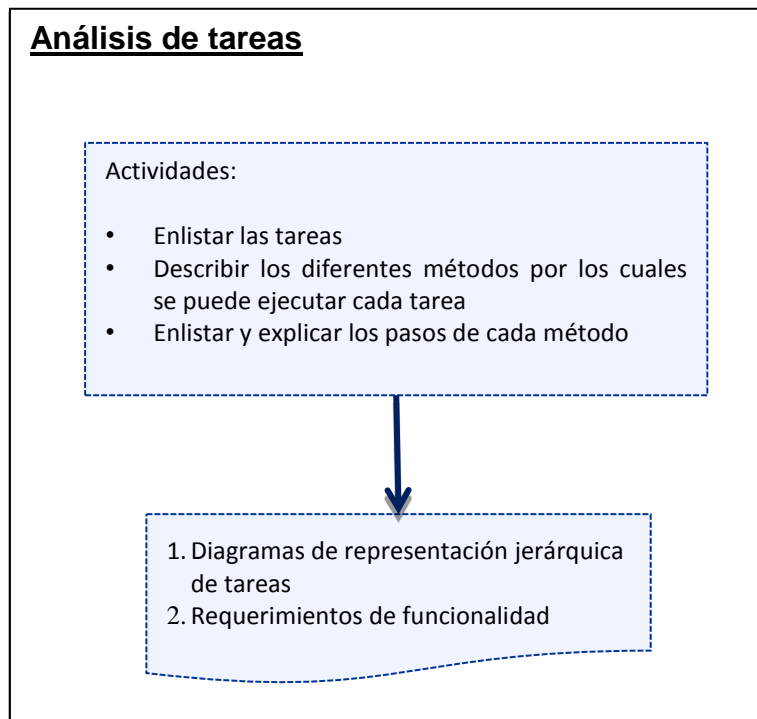 Análisis de tareas
Actividades:
• Enlistar las tareas
• Describir los diferentes métodos por los cuales
se puede ejecutar cada tarea
• Enlistar y explicar los pasos de cada método
1. Diagramas de representación jerárquica
de tareas
2. Requerimientos de funcionalidad